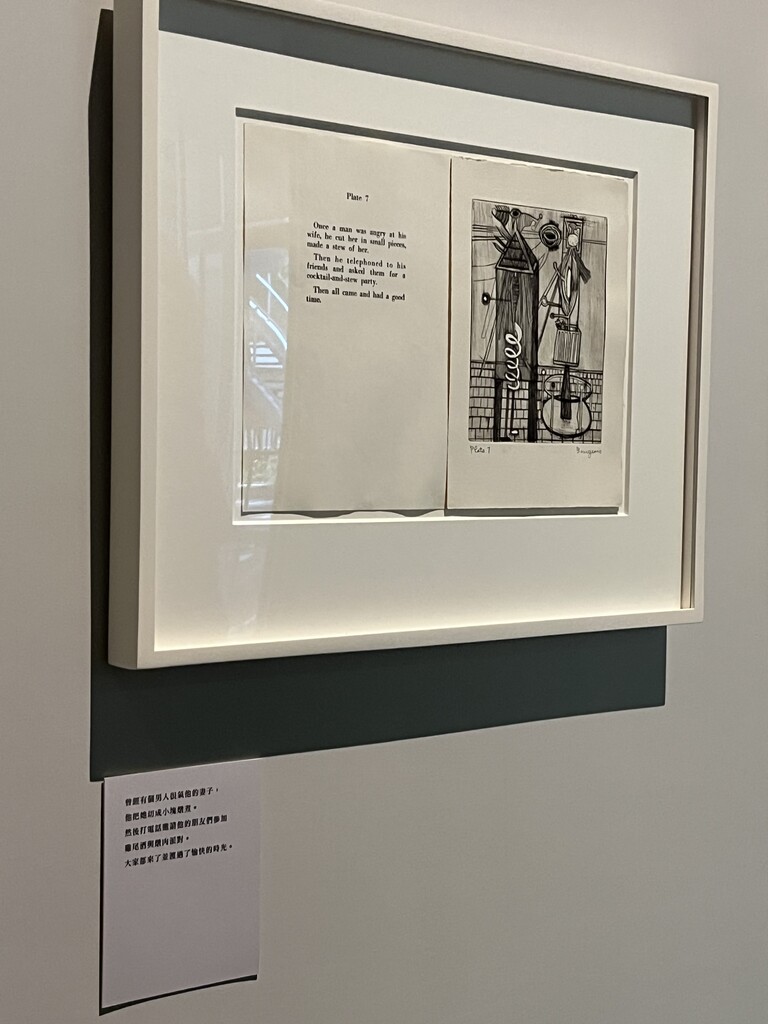 Plate 7
Once a man was angry at his
wife, he cut her in small pieces,
made a stew of her.
Then he telephoned to his
friends and asked them for a
cocktail-and-stew party.
Then all came and had a good
time.
Plate 7
Bourgeois
曾經有個男人很氣他的妻子，
他把她切成小塊燉煮。
然後打電話邀請他的朋友們參加
雞尾酒與燉肉派對。
大家都來了並渡過了愉快的時光。